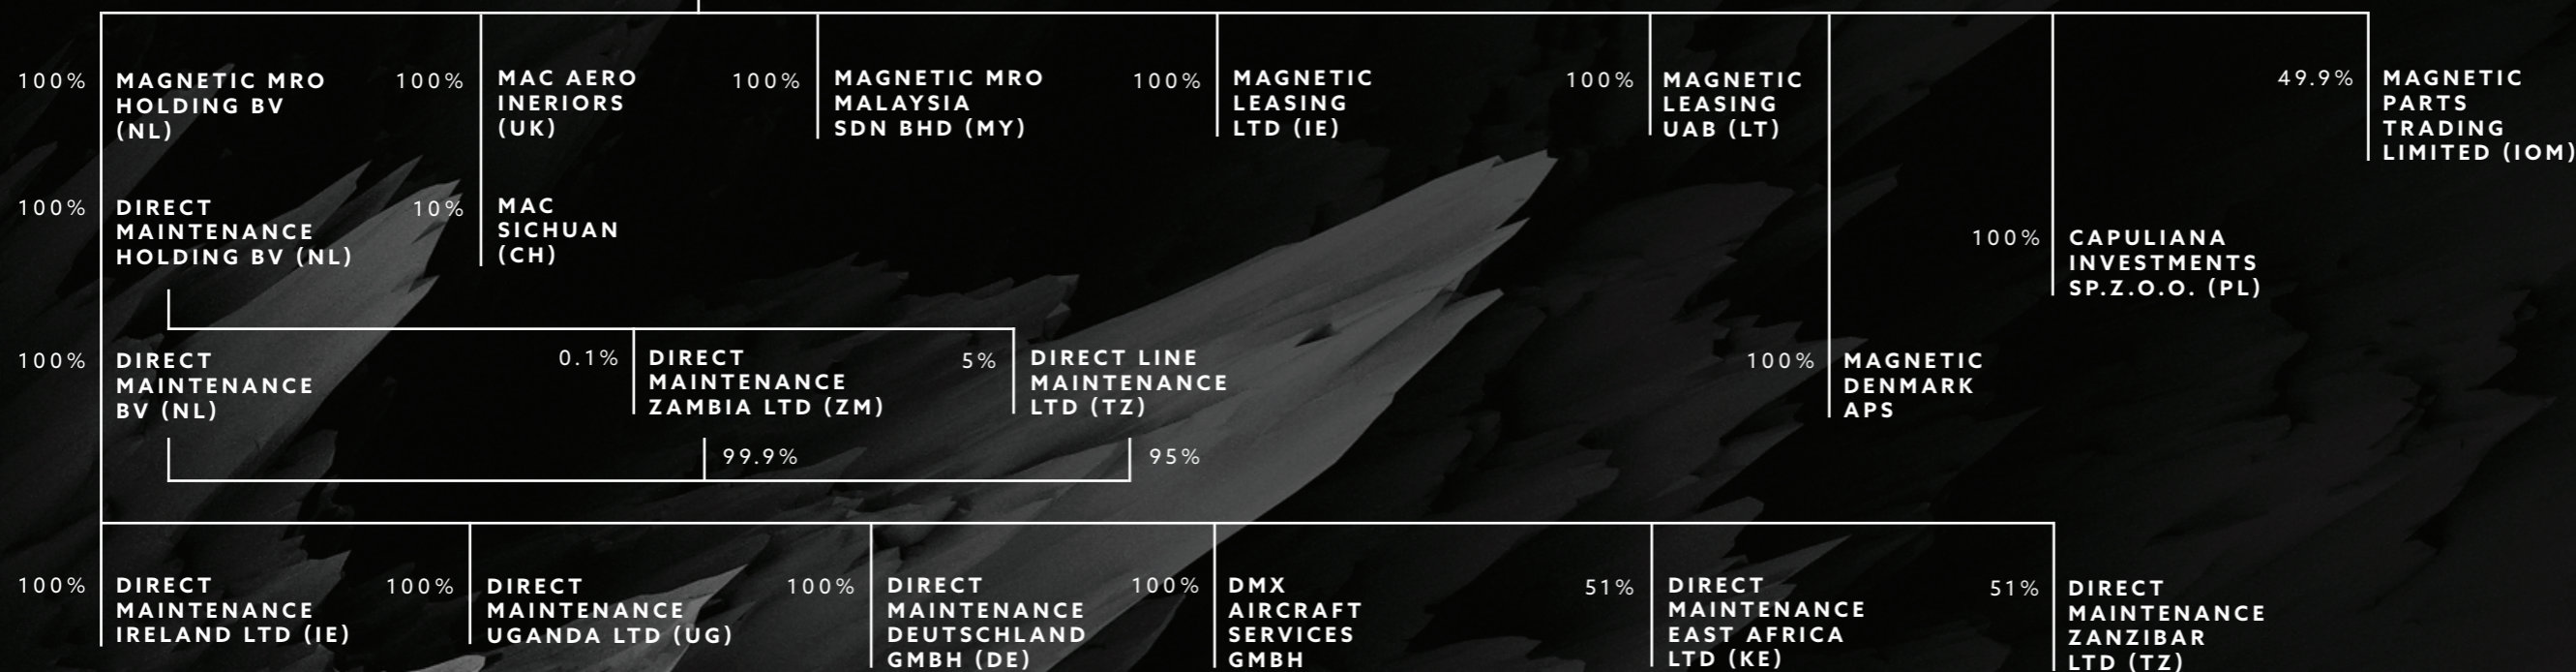 100%
MAGNETIC MRO
HOLDING BV
(NL)
100%
MAC AERO
INERIORS
(UK)
100%
MAGNETIC MRO
MALAYSIA
SDN BHD (MY)
100%
MAGNETIC
LEASING
LTD (IE)
100%
MAGNETIC
LEASING
UAB (LT)
49.9%
MAGNETIC
PARTS
TRADING
LIMITED (IOM)
100%
DIRECT
MAINTENANCE
HOLDING BV (NL)
10%
MAC
SICHUAN
(CH)
100%
CAPULIANA
INVESTMENTS
SP.Z.O.O. (PL)
100%
DIRECT
MAINTENANCE
BV (NL)
0.1%
DIRECT
MAINTENANCE
ZAMBIA LTD (ZM)
5%
DIRECT LINE
MAINTENANCE
LTD (TZ)
100%
MAGNETIC
DENMARK
APS
99.9%
95%
100%
DIRECT
MAINTENANCE
IRELAND LTD (IE)
100%
DIRECT
MAINTENANCE
UGANDA LTD (UG)
100%
DIRECT
MAINTENANCE
DEUTSCHLAND
GMBH (DE)
100%
DMX
AIRCRAFT
SERVICES
GMBH
51%
DIRECT
MAINTENANCE
EAST AFRICA
LTD (KE)
51%
DIRECT
MAINTENANCE
ZANZIBAR
LTD (TZ)